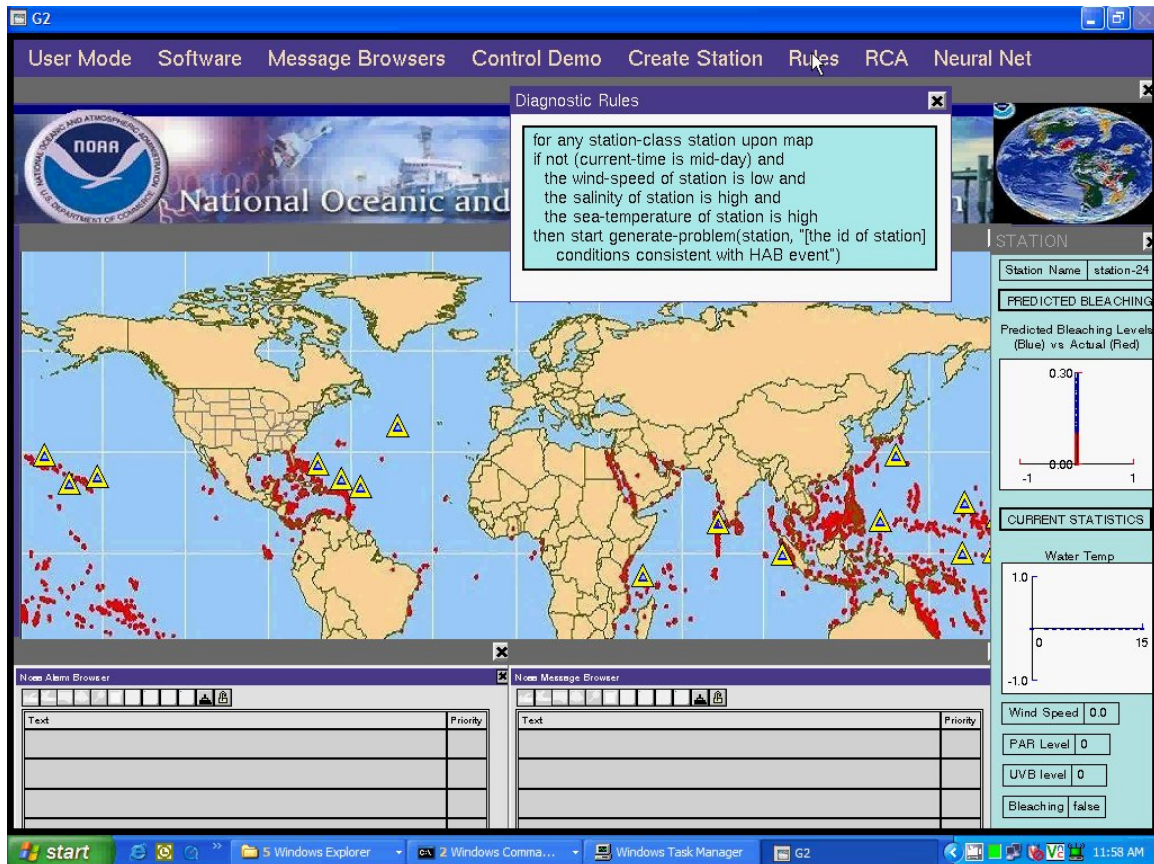 G2
User Mode Software Message Browsers Control Demo Create Station Rules RCA Neural Net
Diagnostic Rules
for any station-class station upon map
if not (current-time is mid-day) and
the wind-speed of station is low and
the salinity of station is high and
the sea-temperature of station is high
then start generate-problem(station, "[the id of station]
conditions consistent with HAB event")
NATIONAL OCEANIC AND ATMOSPHERIC ADMINISTRATION
NOAA
U.S. DEPARTMENT OF COMMERCE
National Oceanic and
STATION
Station Name station-24
PREDICTED BLEACHING
Predicted Bleaching Levels
(Blue) vs Actual (Red)
0.30
0.00
-1 1
CURRENT STATISTICS
Water Temp
1.0
0 15
-1.0
Wind Speed 0.0
PAR Level 0
UVB level 0
Bleaching false
Noaa Alarm Browser
Text Priority
Noaa Message Browser
Text Priority
start 5 Windows Explorer 2 Windows Comma... Windows Task Manager G2 11:58 AM